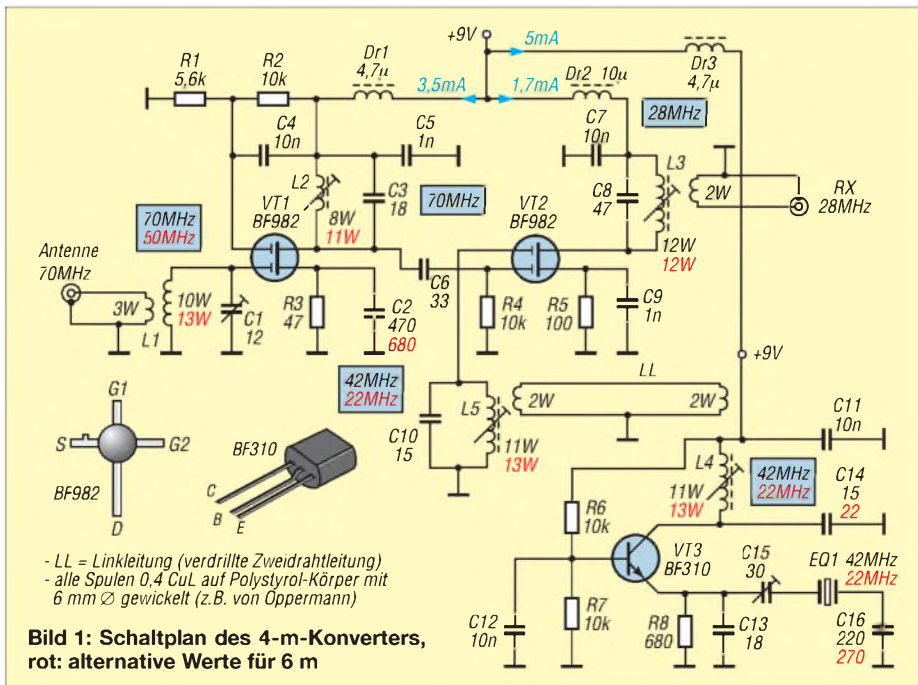 +9V
5mA
R1
5,6k
R2
10k
Dr1
4,7µ
3,5mA
1,7mA
Dr2 10µ
Dr3
4,7µ
28MHz
C4
10n
C5
1n
C7
10n
L2
C3
18
8W
11W
70MHz
C8
47
L3
2W
RX
28MHz
12W
12W
70MHz
50MHz
VT1
BF982
VT2
BF982
Antenne
70MHz
3W
10W
13W
L1
C1
12
R3
47
C2
470
680
C6
33
R4
10k
R5
100
C9
1n
+9V
42MHz
22MHz
LL
C10
15
L5
2W
2W
11W
13W
C11
10n
L4
11W
13W
42MHz
22MHz
C14
15
22
G1
S
G2
D
BF982
BF310
C
B
E
R6
10k
VT3
BF310
C15
30
EQ1
42MHz
22MHz
C12
10n
R7
10k
R8
680
C13
18
C16
220
270
- LL = Linkleitung (verdrillte Zweidrahtleitung)
- alle Spulen 0,4 CuL auf Polystyrol-Körper mit
6 mm ∅ gewickelt (z.B. von Oppermann)
Bild 1: Schaltplan des 4-m-Konverters,
rot: alternative Werte für 6 m